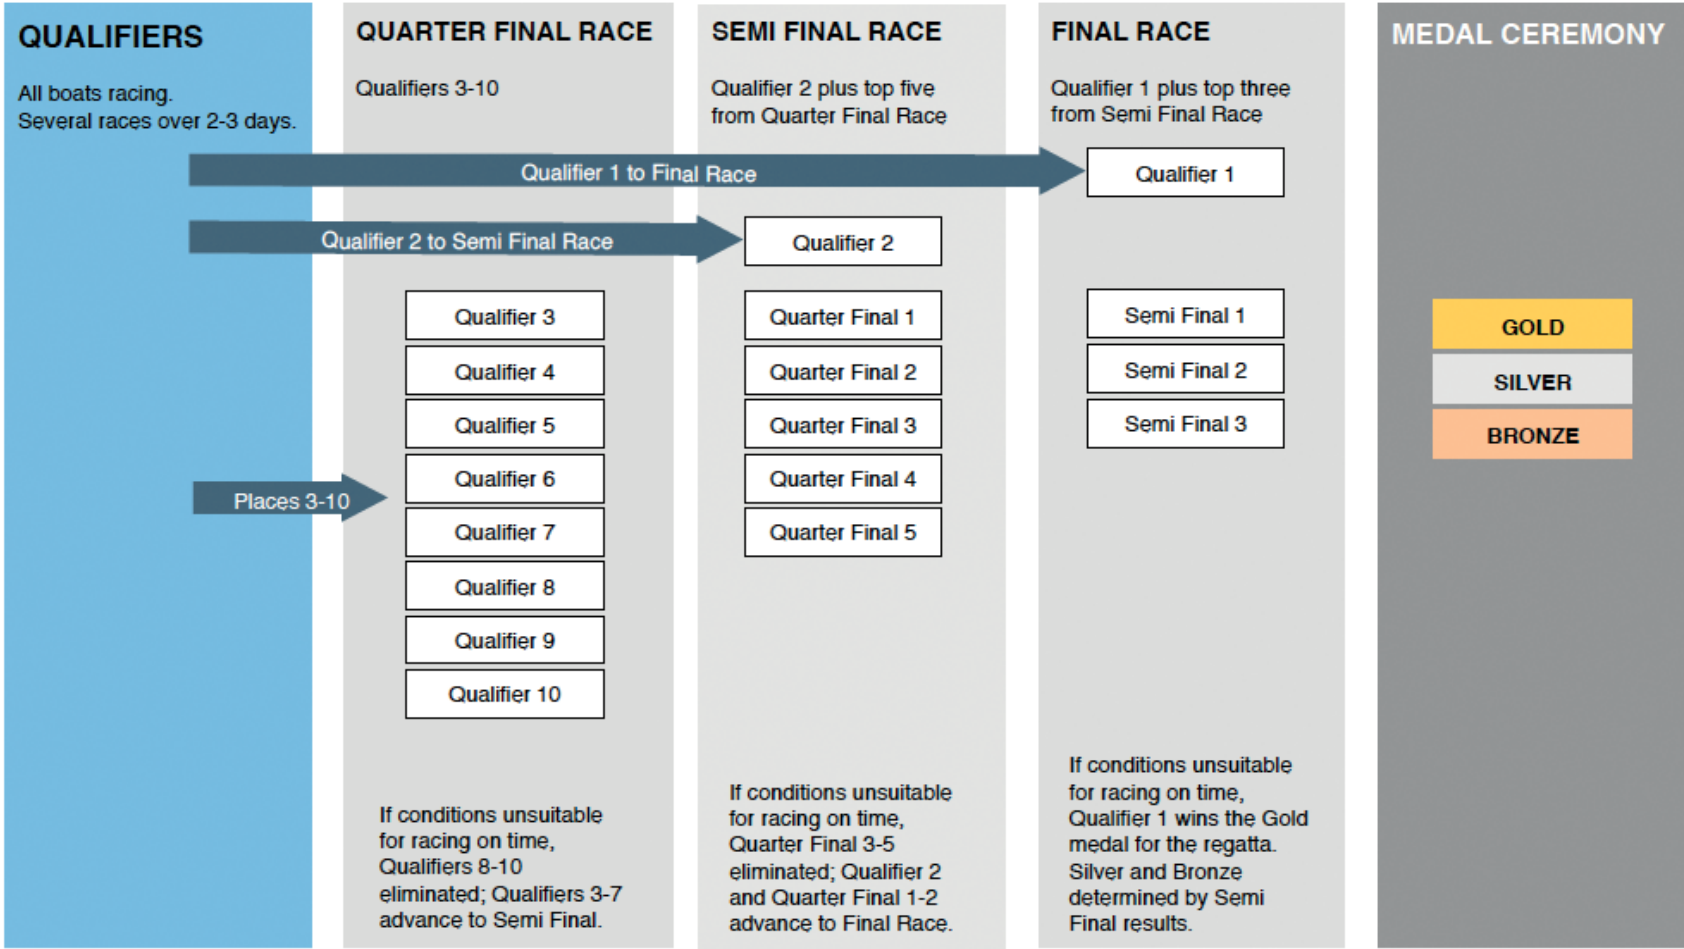 QUALIFIERS
All boats racing.
Several races over 2-3 days.
QUARTER FINAL RACE
Qualifiers 3-10
SEMI FINAL RACE
Qualifier 2 plus top five
from Quarter Final Race
FINAL RACE
Qualifier 1 plus top three
from Semi Final Race
MEDAL CEREMONY
Qualifier 1 to Final Race
Qualifier 2 to Semi Final Race
Places 3-10
Qualifier 3
Qualifier 4
Qualifier 5
Qualifier 6
Qualifier 7
Qualifier 8
Qualifier 9
Qualifier 10
If conditions unsuitable
for racing on time,
Qualifiers 8-10
eliminated; Qualifiers 3-7
advance to Semi Final.
Qualifier 2
Quarter Final 1
Quarter Final 2
Quarter Final 3
Quarter Final 4
Quarter Final 5
If conditions unsuitable
for racing on time,
Quarter Final 3-5
eliminated; Qualifier 2
and Quarter Final 1-2
advance to Final Race.
Qualifier 1
Semi Final 1
Semi Final 2
Semi Final 3
If conditions unsuitable
for racing on time,
Qualifier 1 wins the Gold
medal for the regatta.
Silver and Bronze
determined by Semi
Final results.
GOLD
SILVER
BRONZE